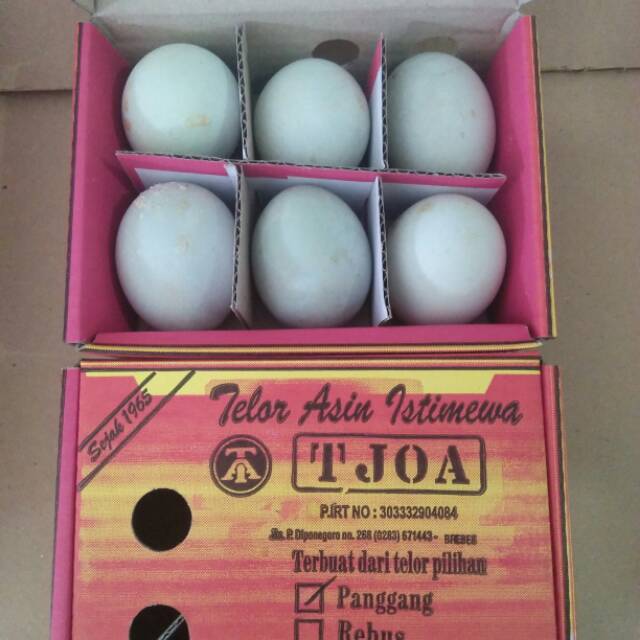 Sejak 1965
Telor Asin Istimewa
TJOA
P.IRT NO : 303332904084
Jln. P. Diponegoro no. 268 (0283) 671443 - BREBES
Terbuat dari telor pilihan
Panggang
Rebus